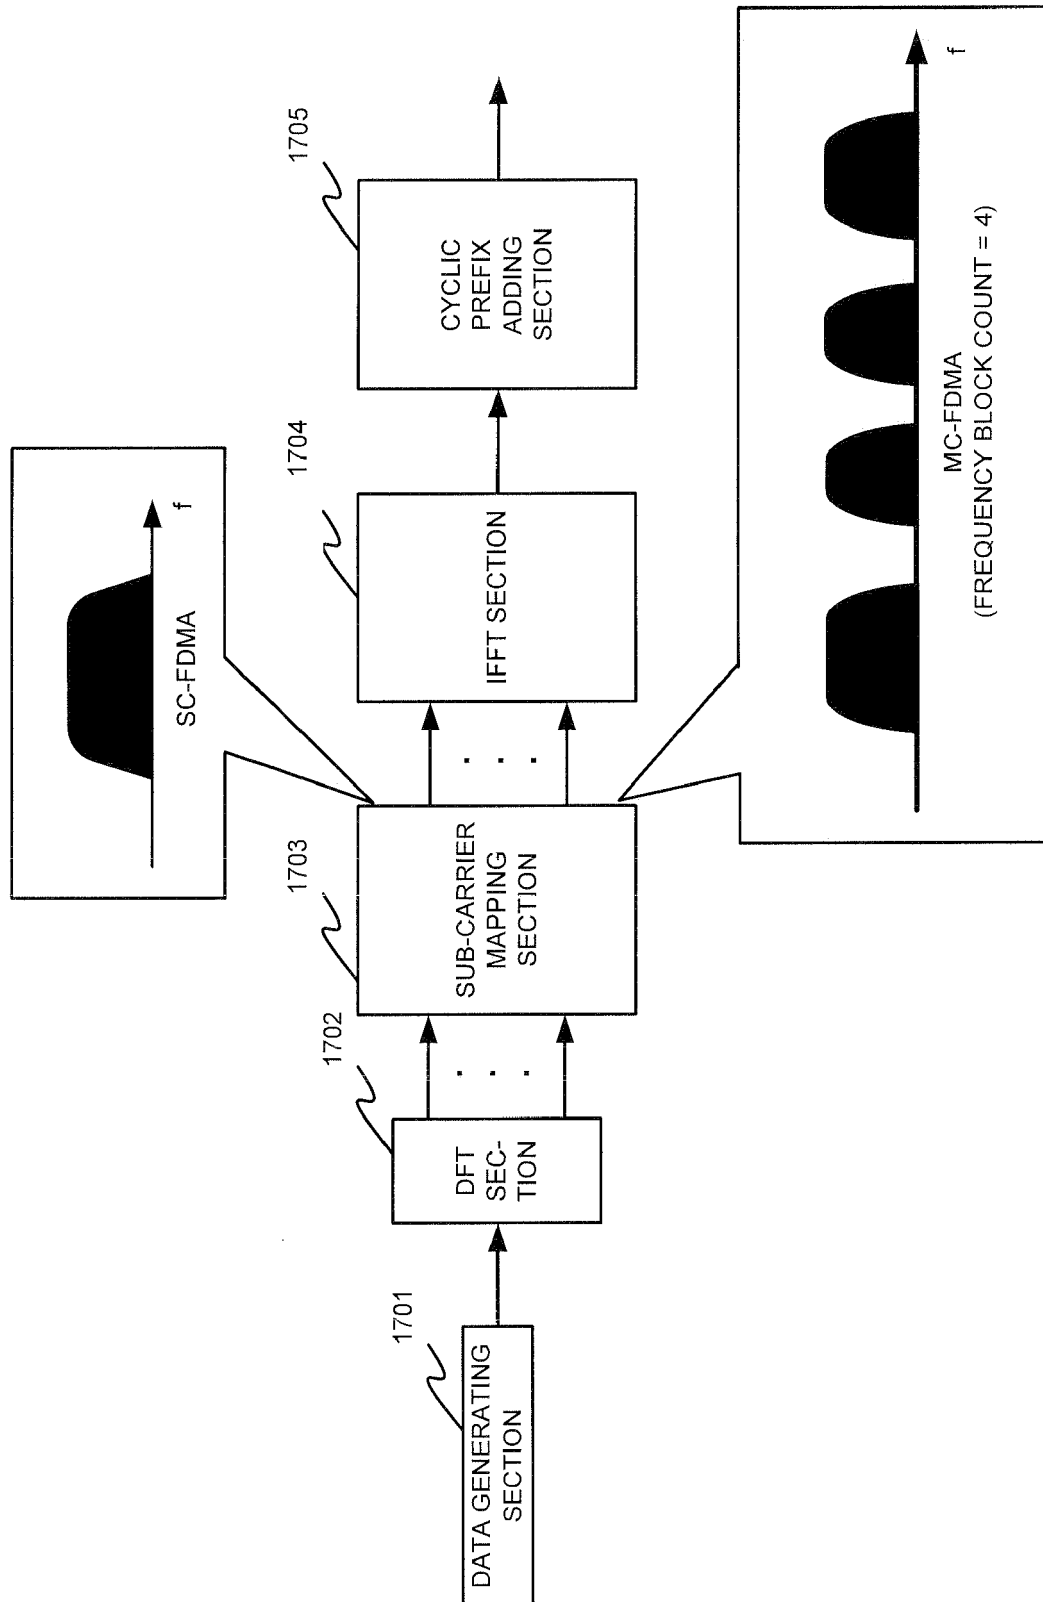 f
SC-FDMA
1701
DATA GENERATING
SECTION
1702
DFT
SEC-
TION
. . .
1703
SUB-CARRIER
MAPPING
SECTION
. . .
1704
IFFT SECTION
1705
CYCLIC
PREFIX
ADDING
SECTION
f
MC-FDMA
(FREQUENCY BLOCK COUNT = 4)